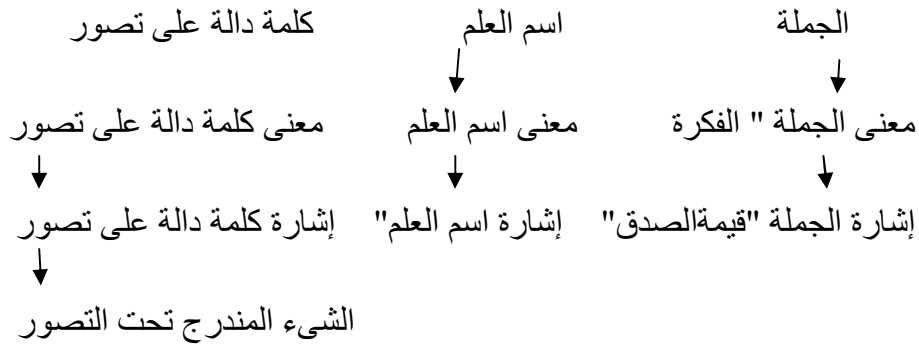 الجملة اسم العلم كلمة دالة على تصور
معنى الجملة " الفكرة معنى اسم العلم معنى كلمة دالة على تصور
إشارة الجملة "قيمةالصدق" إشارة اسم العلم" إشارة كلمة دالة على تصور
الشىء المندرج تحت التصور